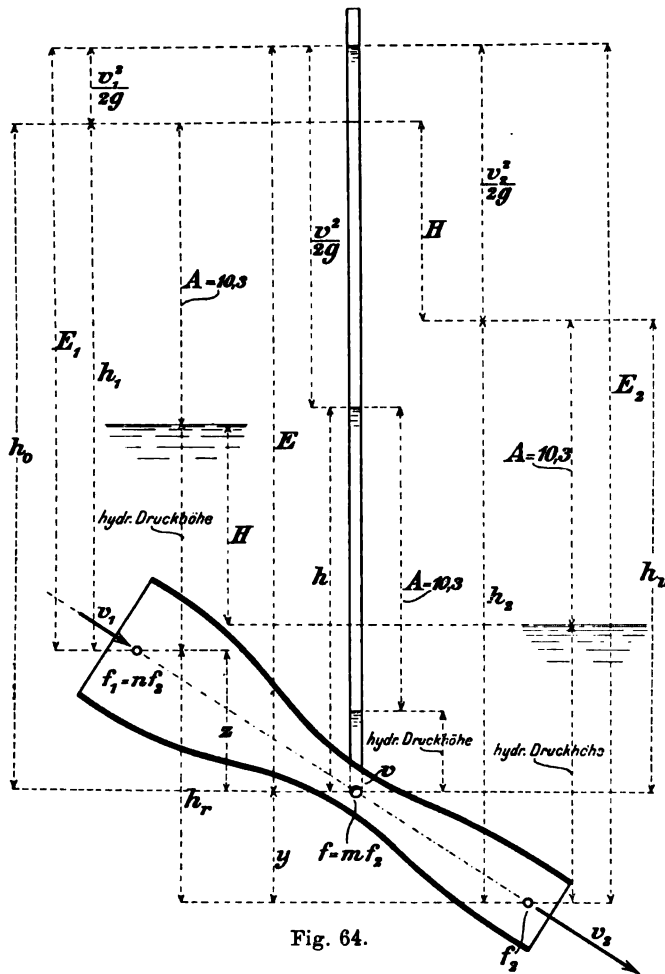 v₁²/2g
v²/2g
v₂²/2g
H
A=10,3
E₁
h₁
E
E₂
h₀
A=10,3
hydr. Druckhöhe
H
h
A=10,3
h₂
v₁
f₁=nf₂
z
hydr. Druckhöhe
hydr. Druckhöhe
v
hᵣ
f=mf₂
y
f₂
v₂
Fig. 64.